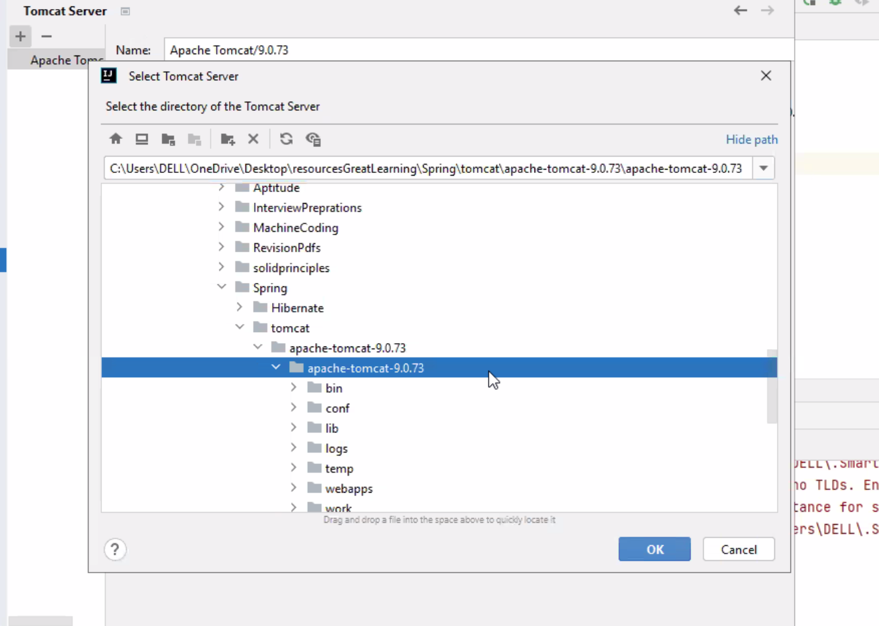 Tomcat Server
Name: Apache Tomcat/9.0.73
Apache Tomc
Select Tomcat Server
Select the directory of the Tomcat Server
Hide path
C:\Users\DELL\OneDrive\Desktop\resourcesGreatLearning\Spring\tomcat\apache-tomcat-9.0.73\apache-tomcat-9.0.73
Aptitude
InterviewPreprations
MachineCoding
RevisionPdfs
solidprinciples
Spring
Hibernate
tomcat
apache-tomcat-9.0.73
apache-tomcat-9.0.73
bin
conf
lib
logs
temp
webapps
work
Drag and drop a file into the space above to quickly locate it
? OK Cancel
DELL\.Smart
no TLDs. En
tance for s
ers\DELL\.S